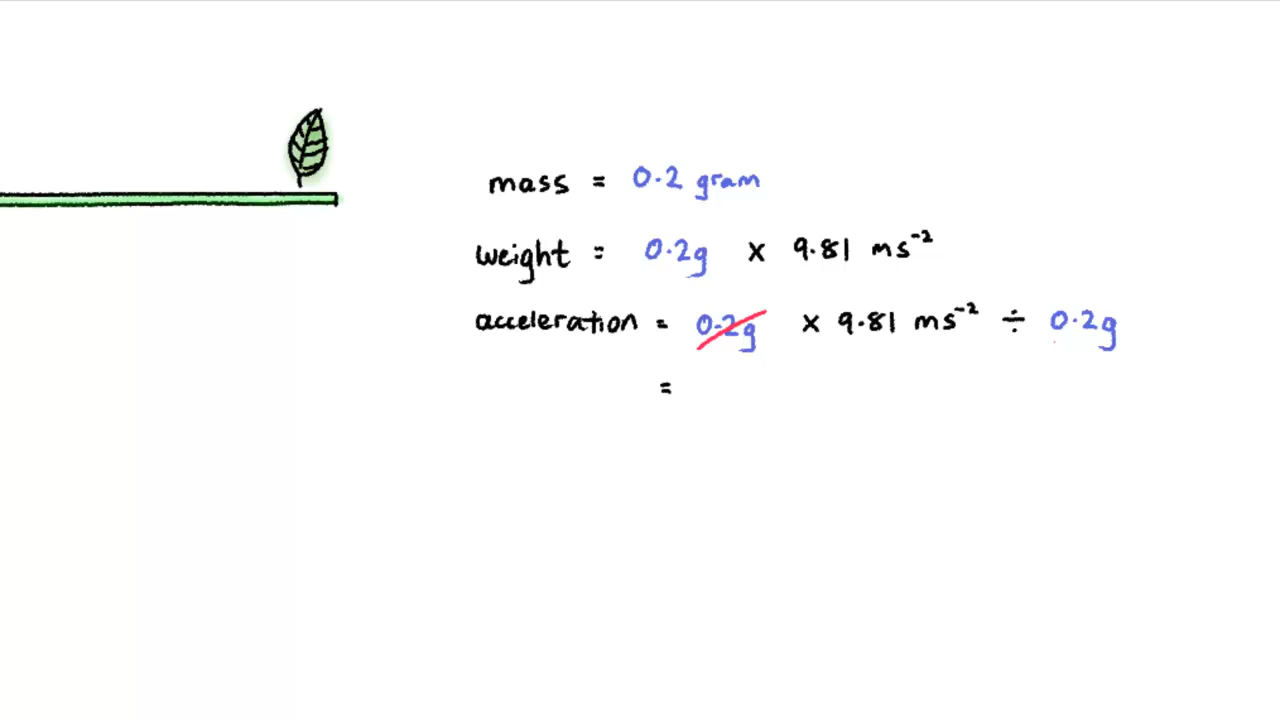 mass = 0.2 gram
weight = 0.2g × 9.81 ms⁻²
acceleration = 0.2g × 9.81 ms⁻² ÷ 0.2g
=